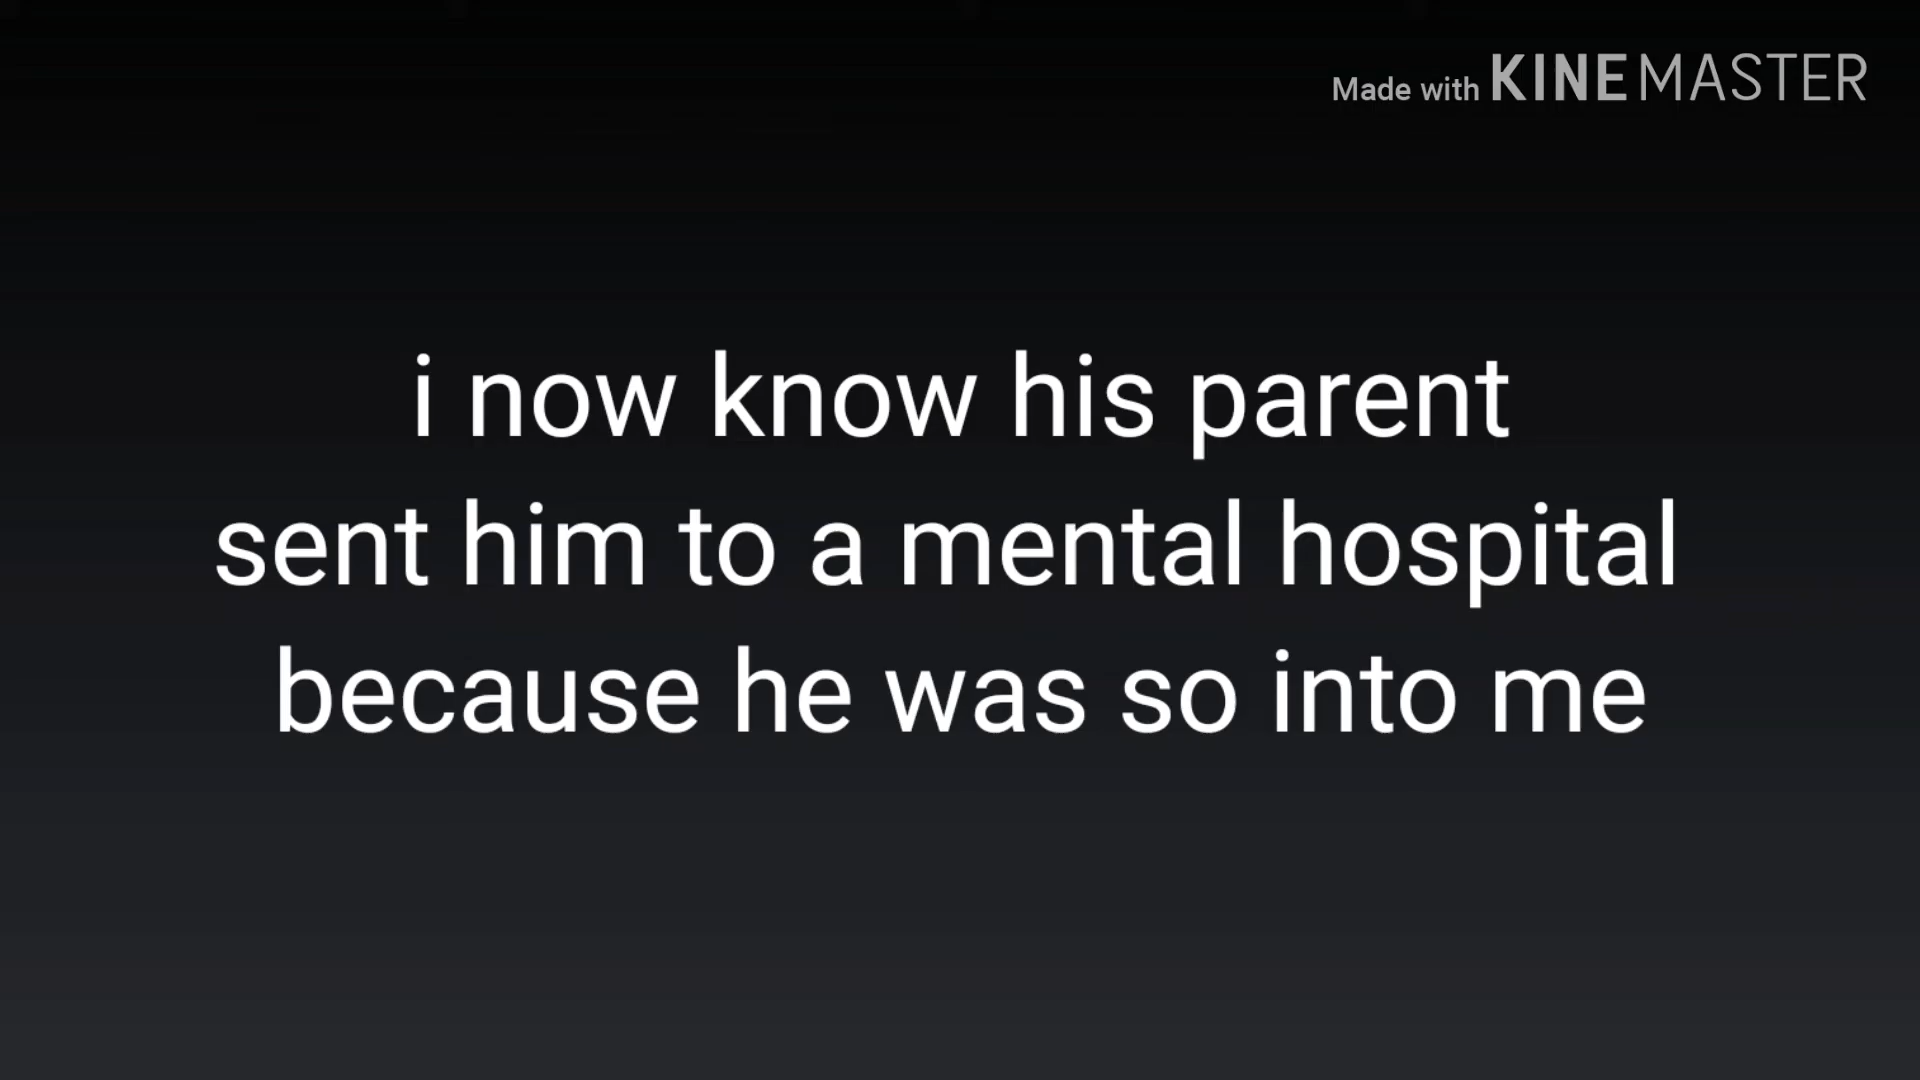 Made with KINEMASTER
i now know his parent
sent him to a mental hospital
because he was so into me